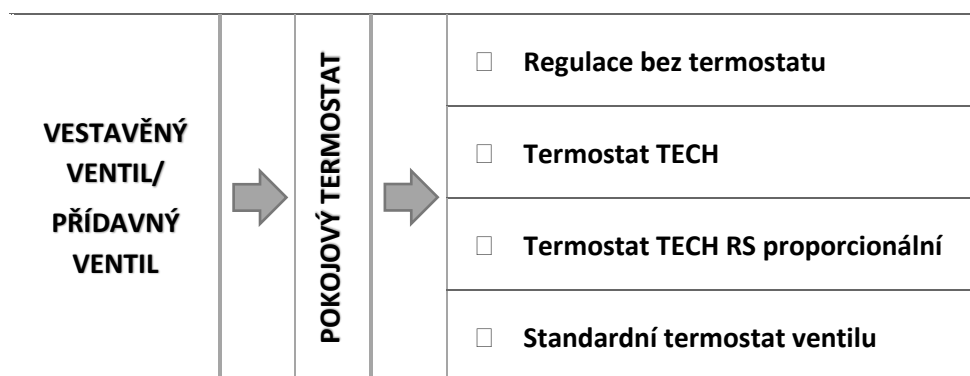 VESTAVĚNÝ
VENTIL/
PŘÍDAVNÝ
VENTIL
POKOJOVÝ TERMOSTAT
Regulace bez termostatu
Termostat TECH
Termostat TECH RS proporcionální
Standardní termostat ventilu